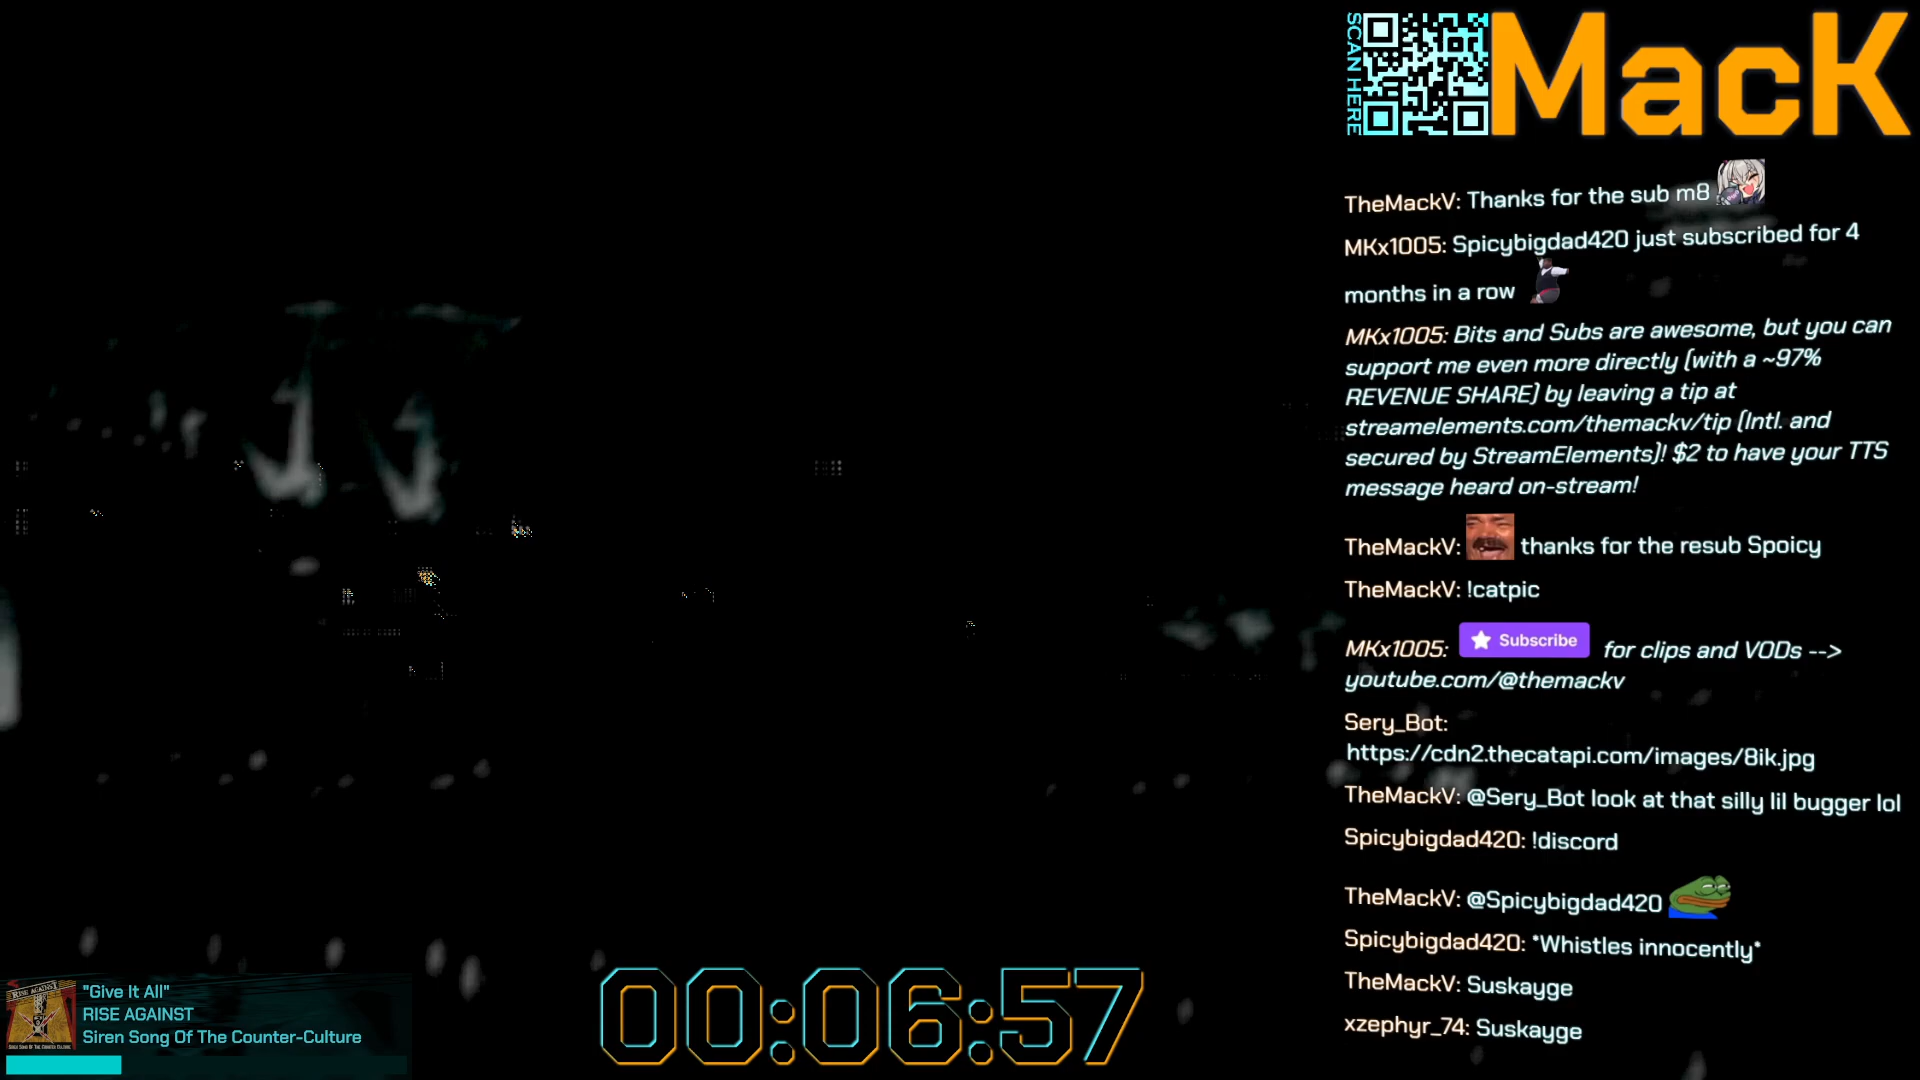 SCAN HERE
MacK
TheMackV: Thanks for the sub m8
MKx1005: Spicybigdad420 just subscribed for 4
months in a row
MKx1005: Bits and Subs are awesome, but you can
support me even more directly (with a ~97%
REVENUE SHARE) by leaving a tip at
streamelements.com/themackv/tip (Intl. and
secured by StreamElements)! $2 to have your TTS
message heard on-stream!
TheMackV: thanks for the resub Spoicy
TheMackV: !catpic
MKx1005: Subscribe for clips and VODs -->
youtube.com/@themackv
Sery_Bot:
https://cdn2.thecatapi.com/images/8ik.jpg
TheMackV: @Sery_Bot look at that silly lil bugger lol
Spicybigdad420: !discord
TheMackV: @Spicybigdad420
Spicybigdad420: *Whistles innocently*
TheMackV: Suskayge
xzephyr_74: Suskayge
"Give It All"
RISE AGAINST
Siren Song Of The Counter-Culture
00:06:57